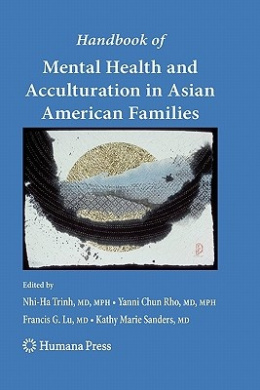 Handbook of
Mental Health and
Acculturation in Asian
American Families
Edited by
Nhi-Ha Trinh, MD, MPH • Yanni Chun Rho, MD, MPH
Francis G. Lu, MD • Kathy Marie Sanders, MD
Humana Press